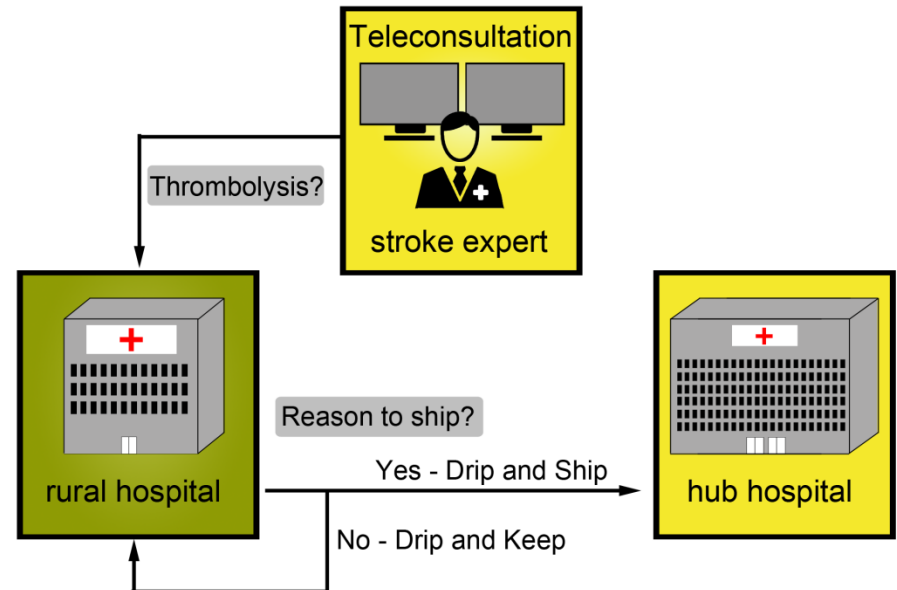 Teleconsultation
stroke expert
Thrombolysis?
rural hospital
Reason to ship?
Yes - Drip and Ship
No - Drip and Keep
hub hospital